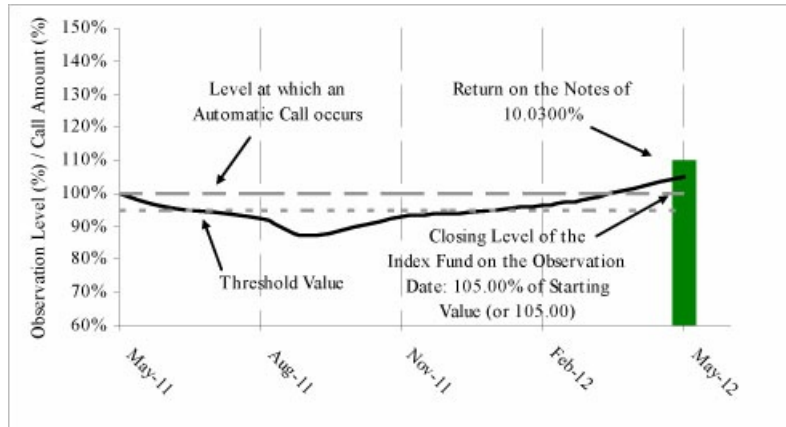 Observation Level (%) / Call Amount (%)
150%
140%
130%
120%
110%
100%
90%
80%
70%
60%
Level at which an
Automatic Call occurs
Return on the Notes of
10.0300%
Threshold Value
Closing Level of the
Index Fund on the Observation
Date: 105.00% of Starting
Value (or 105.00)
May-11
Aug-11
Nov-11
Feb-12
May-12